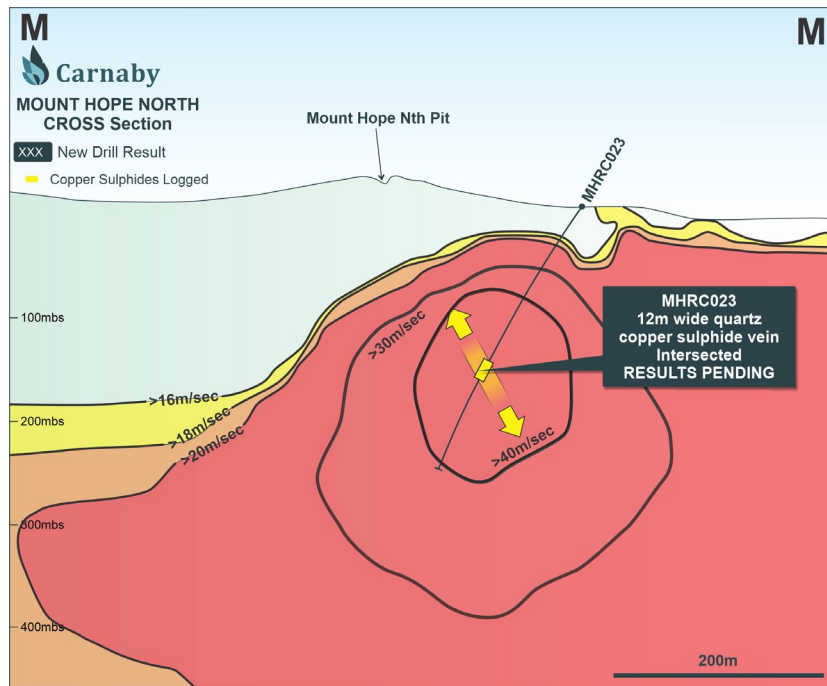 M
M
Carnaby
MOUNT HOPE NORTH
CROSS Section
XXX New Drill Result
Copper Sulphides Logged
Mount Hope Nth Pit
MHRC023
MHRC023
12m wide quartz
copper sulphide vein
Intersected
RESULTS PENDING
100mbs
200mbs
300mbs
400mbs
>16m/sec
>18m/sec
>20m/sec
>30m/sec
>40m/sec
200m